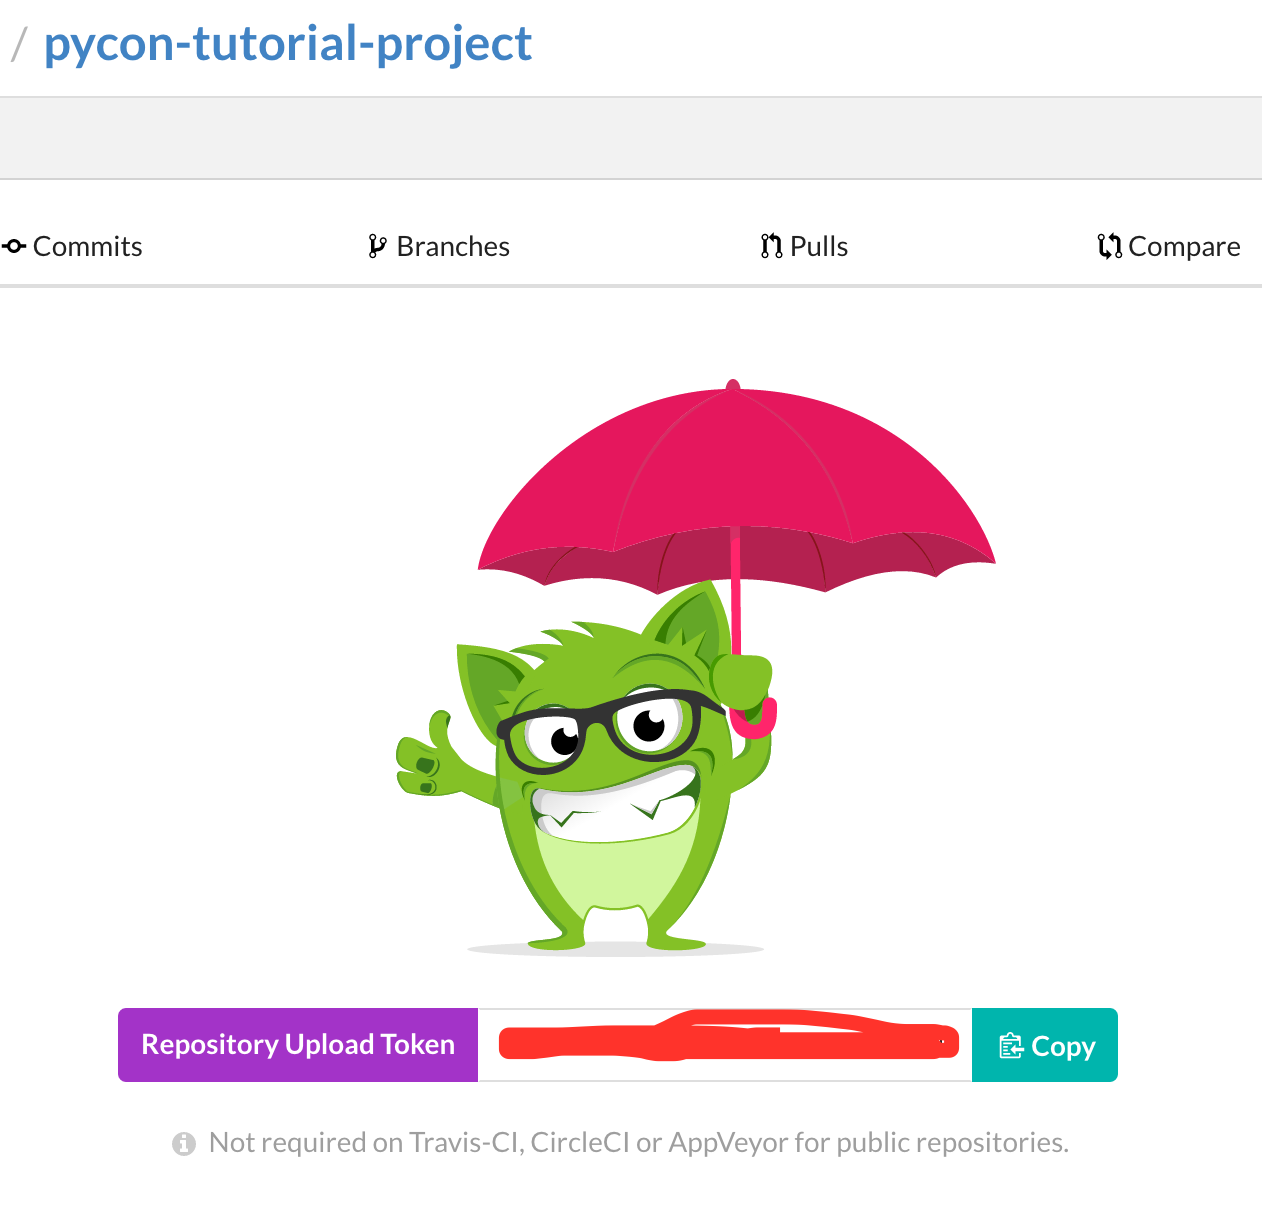 / pycon-tutorial-project
Commits Branches Pulls Compare
Repository Upload Token Copy
Not required on Travis-CI, CircleCI or AppVeyor for public repositories.